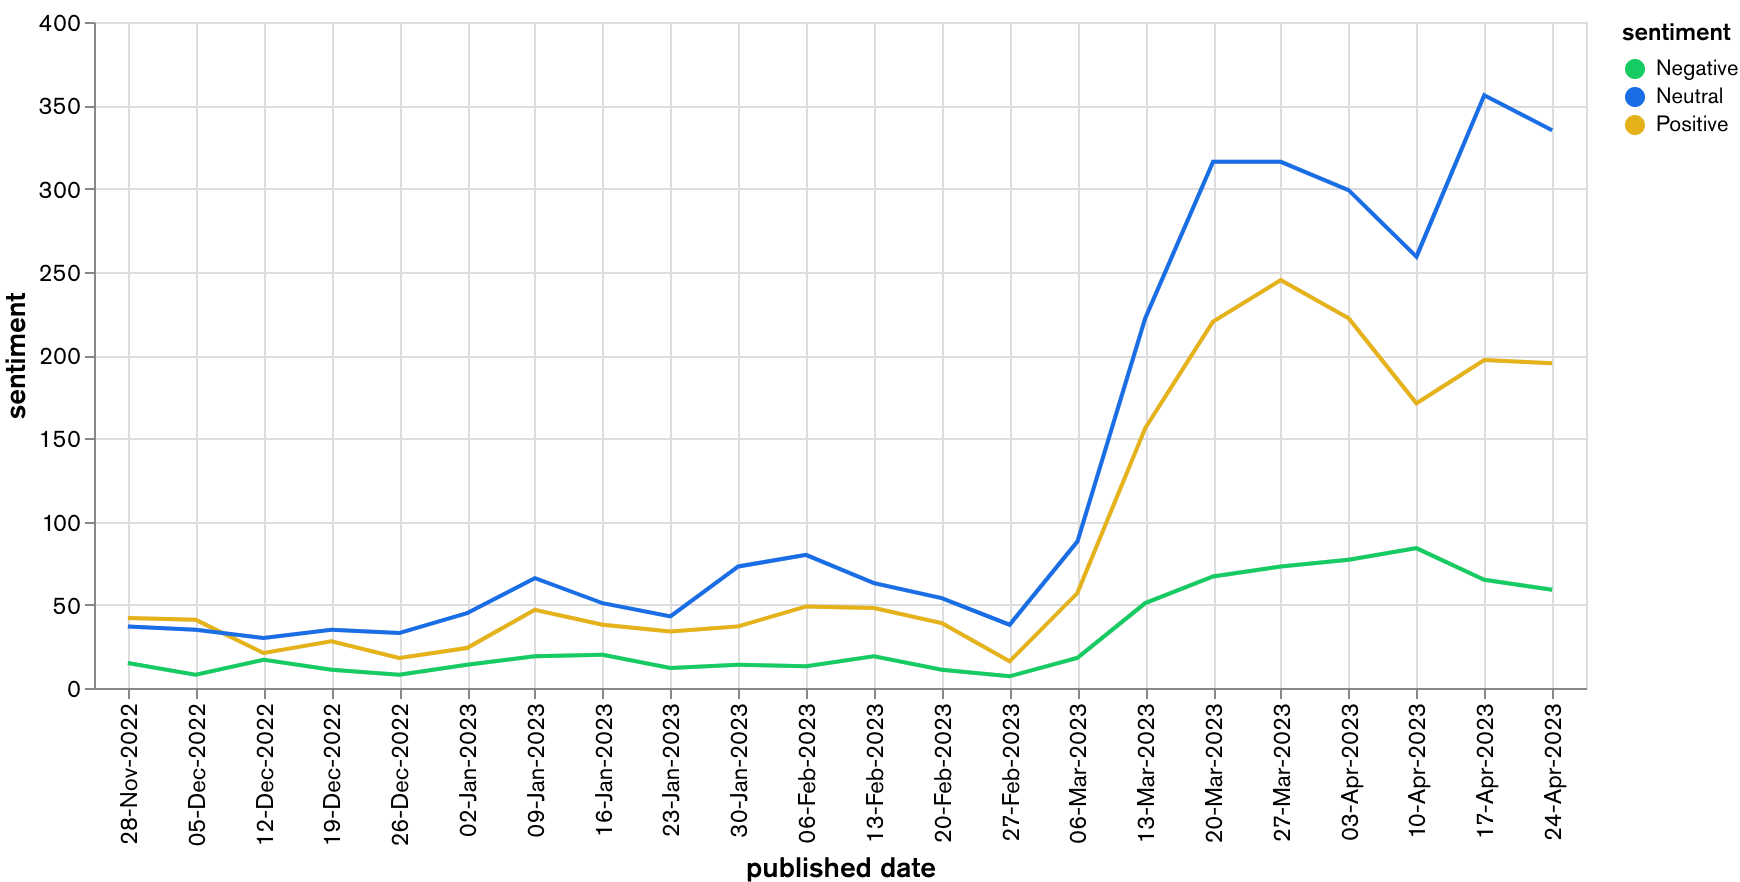 400
350
300
250
200
150
100
50
0
sentiment
28-Nov-2022
05-Dec-2022
12-Dec-2022
19-Dec-2022
26-Dec-2022
02-Jan-2023
09-Jan-2023
16-Jan-2023
23-Jan-2023
30-Jan-2023
06-Feb-2023
13-Feb-2023
20-Feb-2023
27-Feb-2023
06-Mar-2023
13-Mar-2023
20-Mar-2023
27-Mar-2023
03-Apr-2023
10-Apr-2023
17-Apr-2023
24-Apr-2023
published date
sentiment
Negative
Neutral
Positive